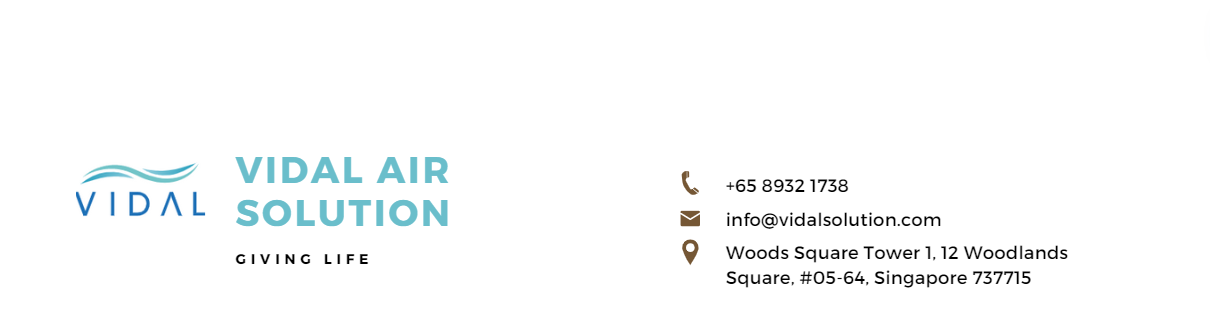 VIDAL
VIDAL AIR
SOLUTION
GIVING LIFE
+65 8932 1738
info@vidalsolution.com
Woods Square Tower 1, 12 Woodlands
Square, #05-64, Singapore 737715